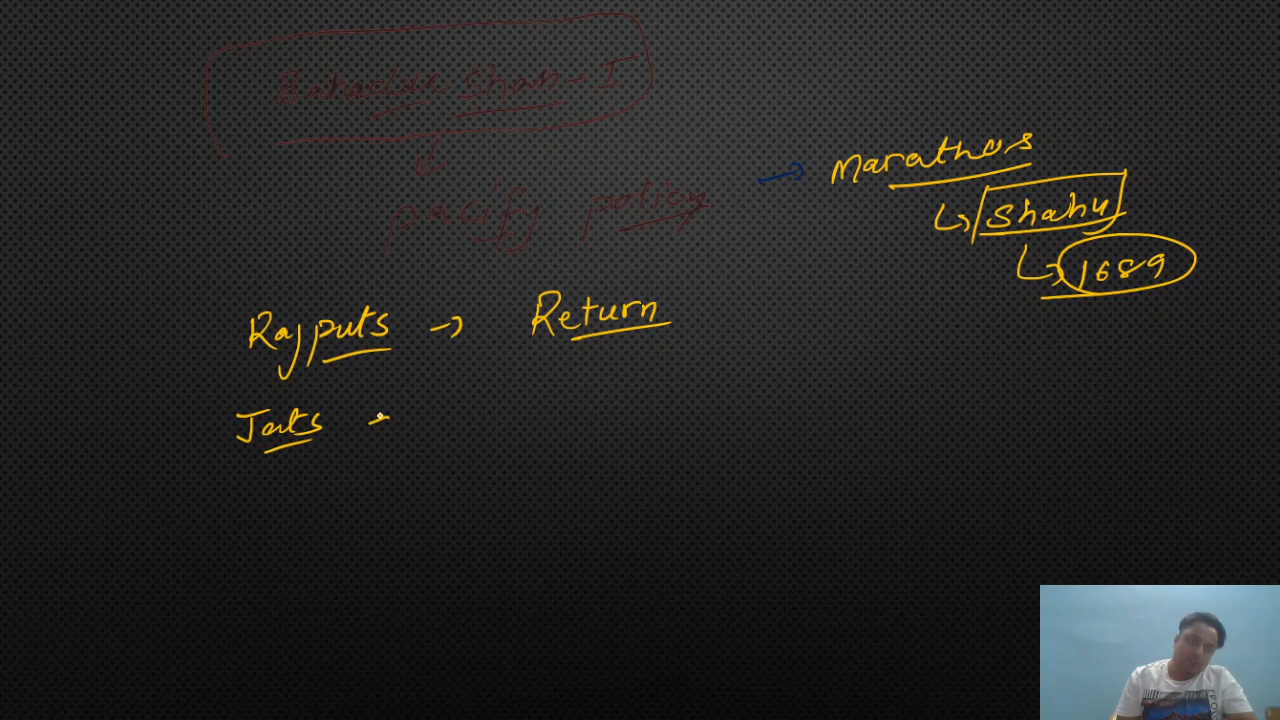 Bahadur Shah - I
pacify policy → Marathas
↳ Shahu
↳ 1689
Rajputs → Return
Jats